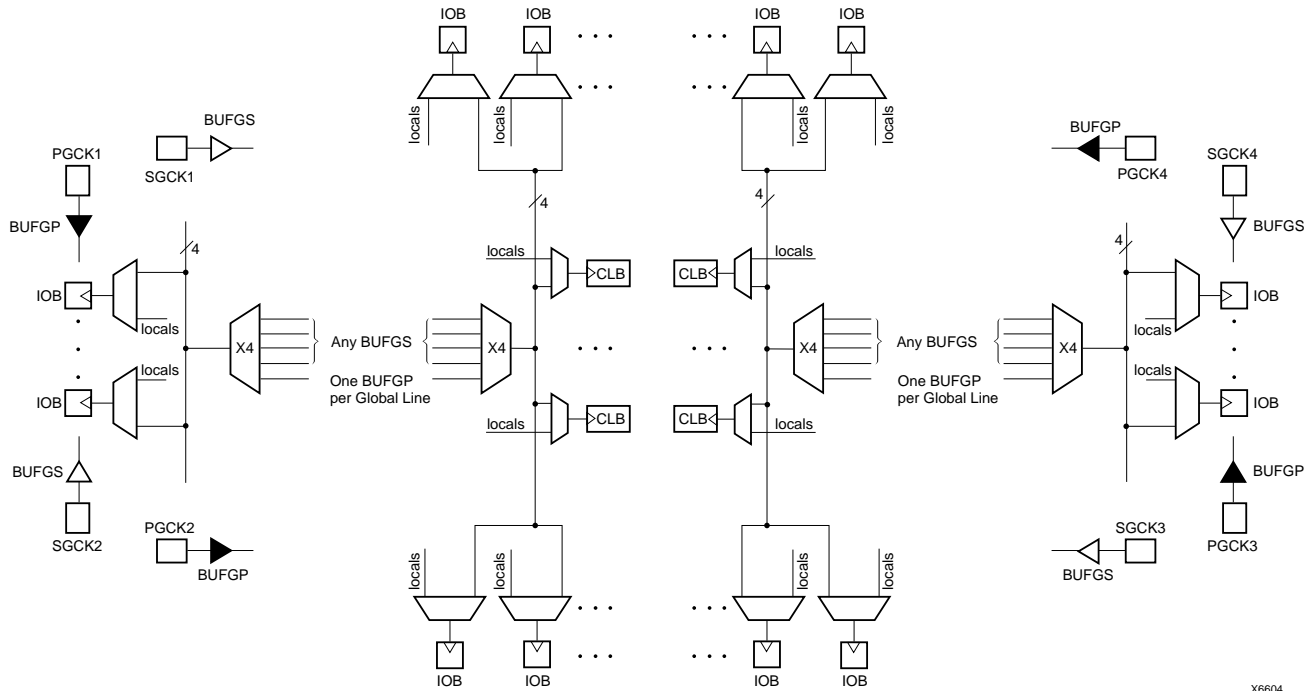 IOB
IOB
IOB
IOB
locals
locals
locals
locals
BUFGS
SGCK1
PGCK1
BUFGP
BUFGP
PGCK4
SGCK4
BUFGS
4
4
4
4
locals
CLB
CLB
locals
IOB
locals
IOB
locals
X4
Any BUFGS
X4
X4
Any BUFGS
X4
One BUFGP
per Global Line
One BUFGP
per Global Line
locals
IOB
locals
IOB
locals
CLB
CLB
locals
BUFGS
SGCK2
PGCK2
BUFGP
BUFGP
PGCK3
SGCK3
BUFGS
locals
locals
locals
locals
IOB
IOB
IOB
IOB
X6604